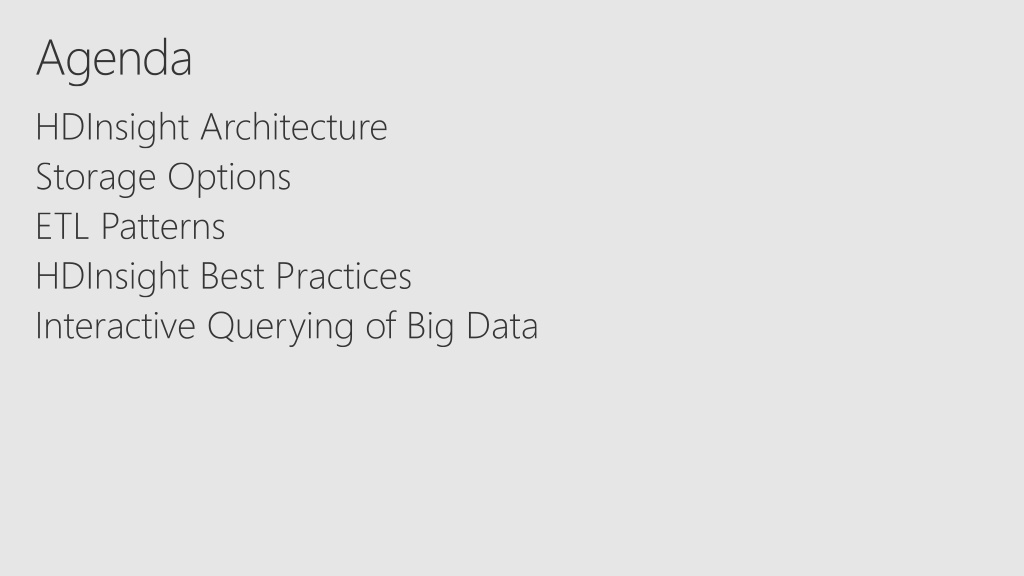 Agenda
HDInsight Architecture
Storage Options
ETL Patterns
HDInsight Best Practices
Interactive Querying of Big Data